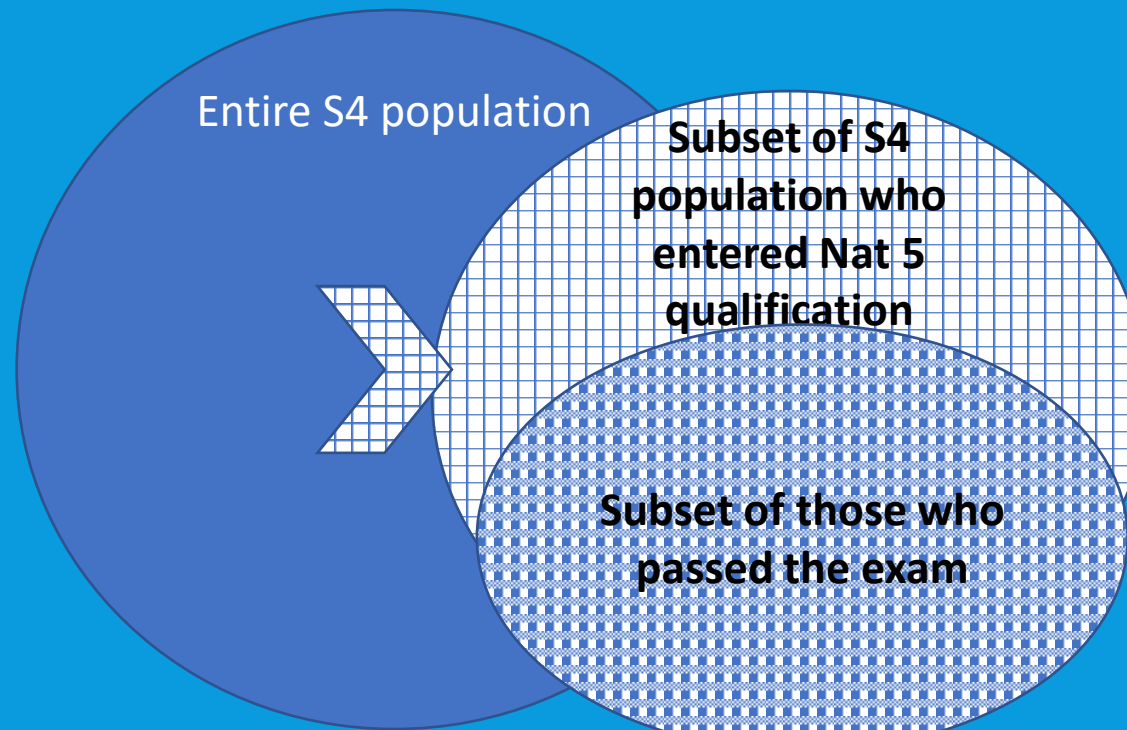 Entire S4 population
Subset of S4
population who
entered Nat 5
qualification
Subset of those who
passed the exam